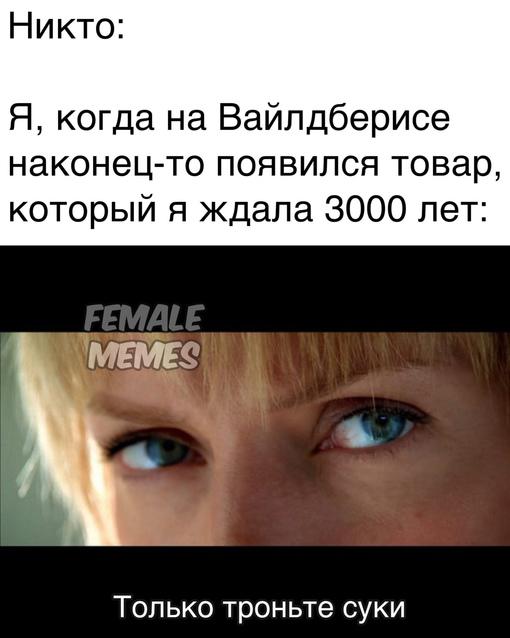 Никто:
Я, когда на Вайлдберисе
наконец-то появился товар,
который я ждала 3000 лет:
FEMALE
MEMES
Только троньте суки